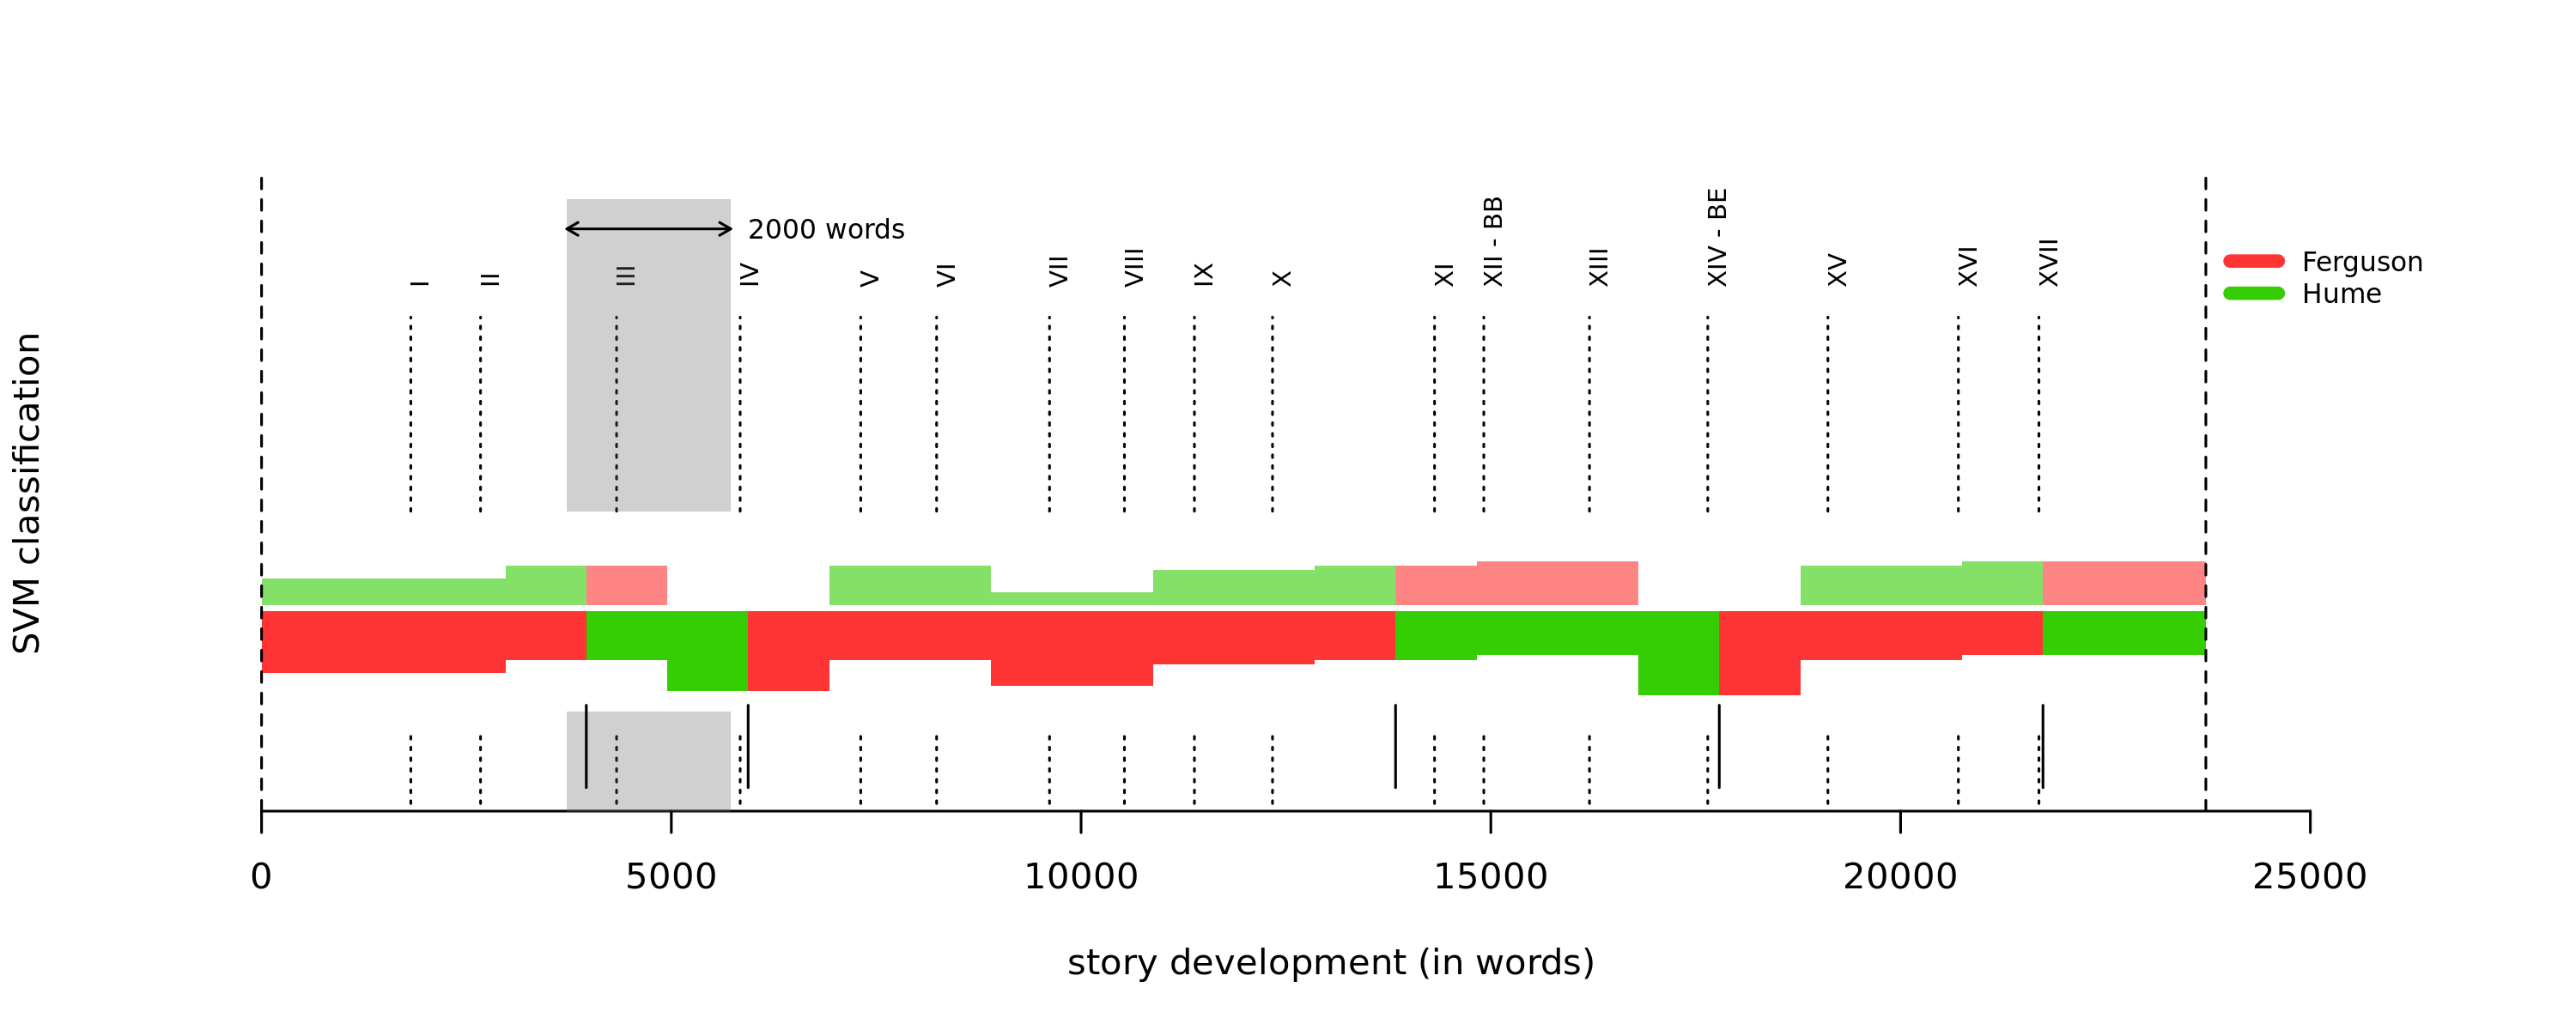 2000 words
I
II
III
IV
V
VI
VII
VIII
IX
X
XI
XII - BB
XIII
XIV - BE
XV
XVI
XVII
Ferguson
Hume
SVM classification
0
5000
10000
15000
20000
25000
story development (in words)